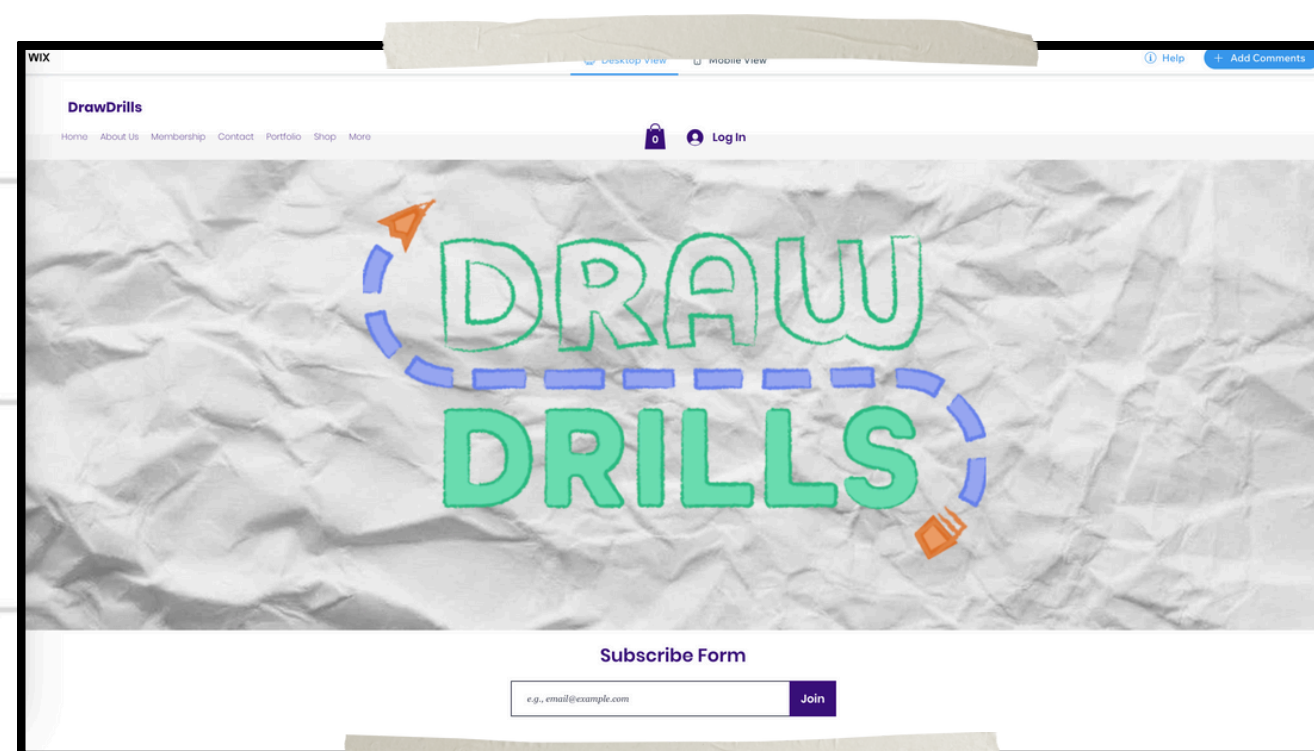 WIX
Desktop View Mobile View
Help + Add Comments
DrawDrills
Home About Us Membership Contact Portfolio Shop More
0 Log In
DRAW
DRILLS
Subscribe Form
e.g., email@example.com Join